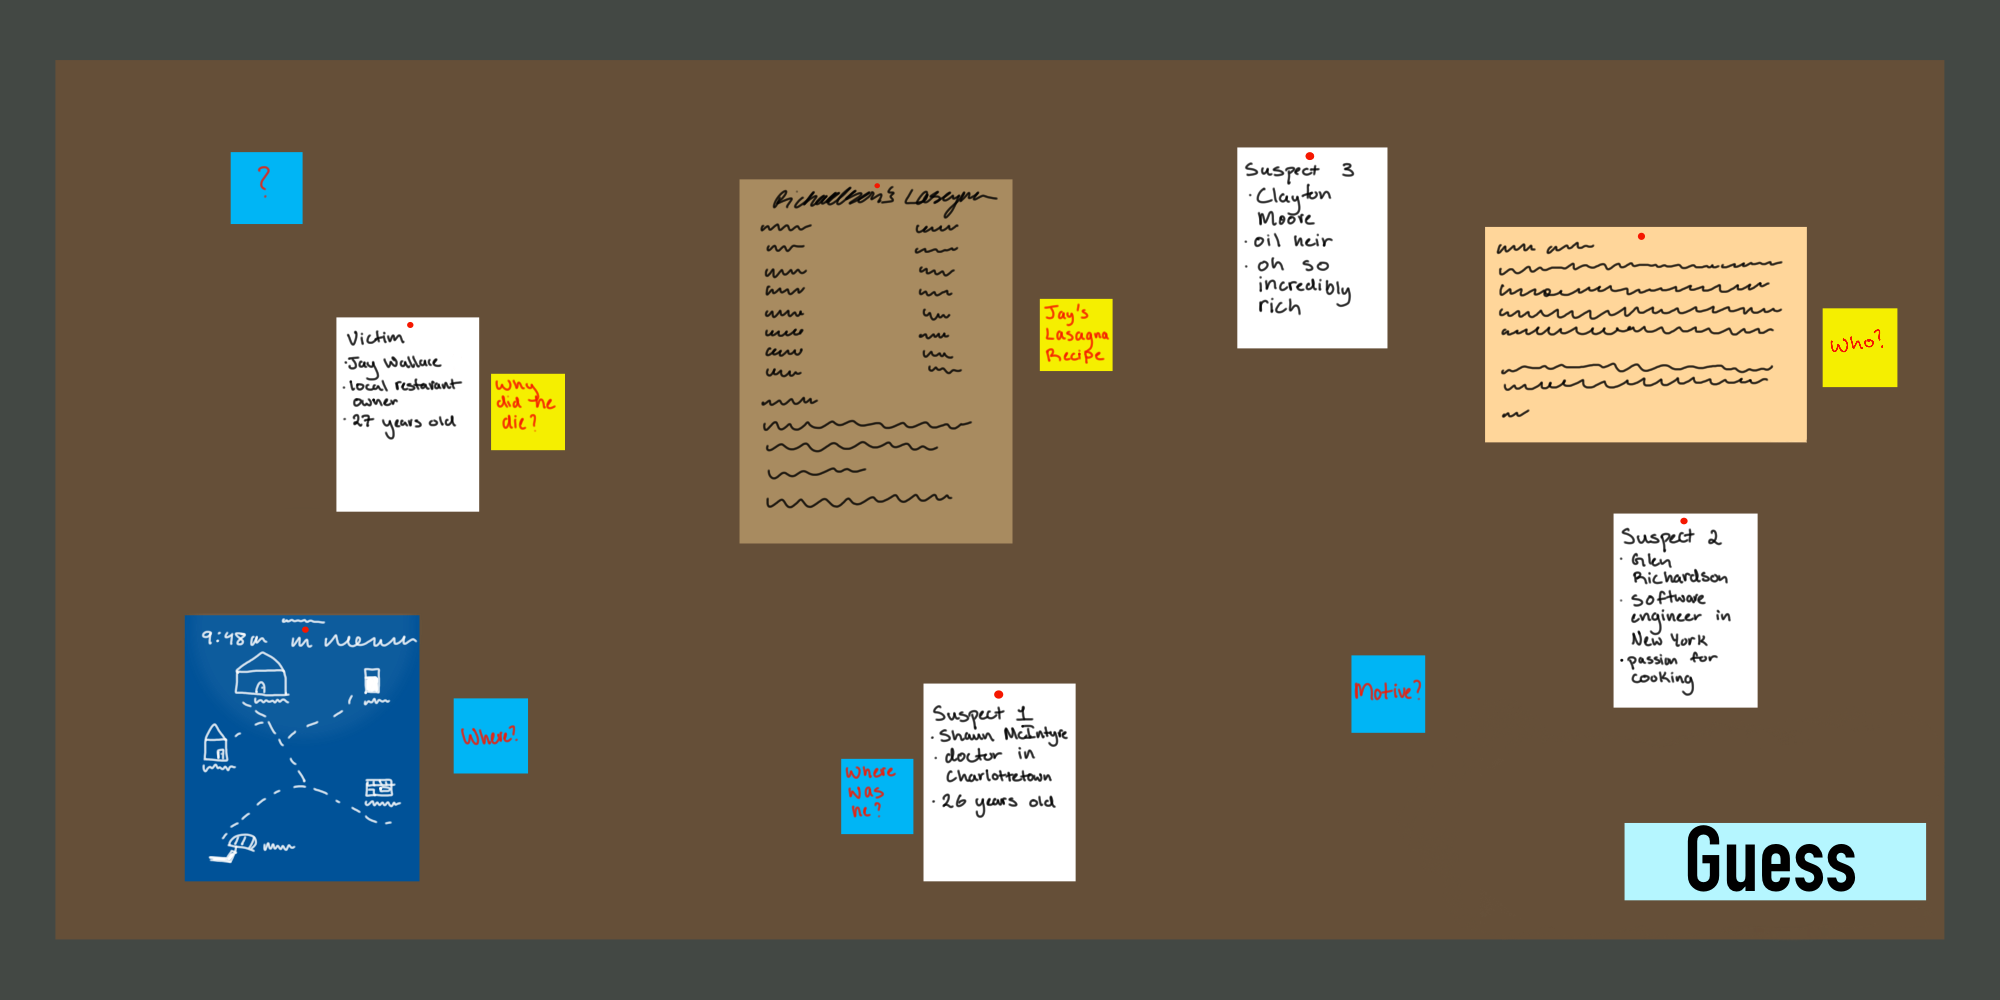 ?
Victim
· Jay Wallace
· local restarant
owner
· 27 years old
Why
did he
die?
Richardson's Lasagna
Jay's
Lasagna
Recipe
Suspect 3
· Clayton
Moore
· oil heir
· oh so
incredibly
rich
Who?
Suspect 2
· Glen
Richardson
· software
engineer in
New York
· passion for
cooking
Motive?
9:48
Where?
Where
was
he?
Suspect 1
· Shaun McIntyre
· doctor in
Charlottetown
· 26 years old
Guess